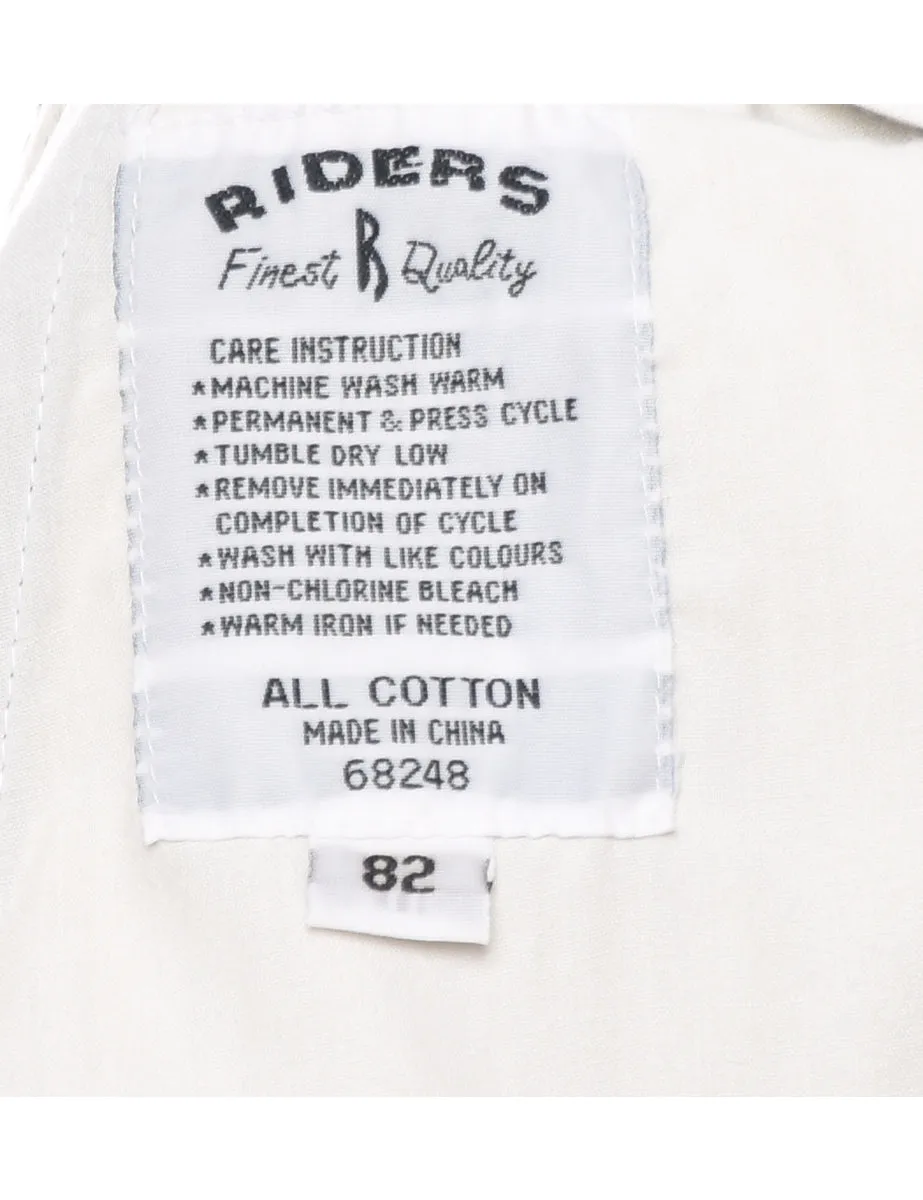 RIDERS
Finest R Quality
CARE INSTRUCTION
*MACHINE WASH WARM
*PERMANENT & PRESS CYCLE
*TUMBLE DRY LOW
*REMOVE IMMEDIATELY ON
COMPLETION OF CYCLE
*WASH WITH LIKE COLOURS
*NON-CHLORINE BLEACH
*WARM IRON IF NEEDED
ALL COTTON
MADE IN CHINA
68248
82